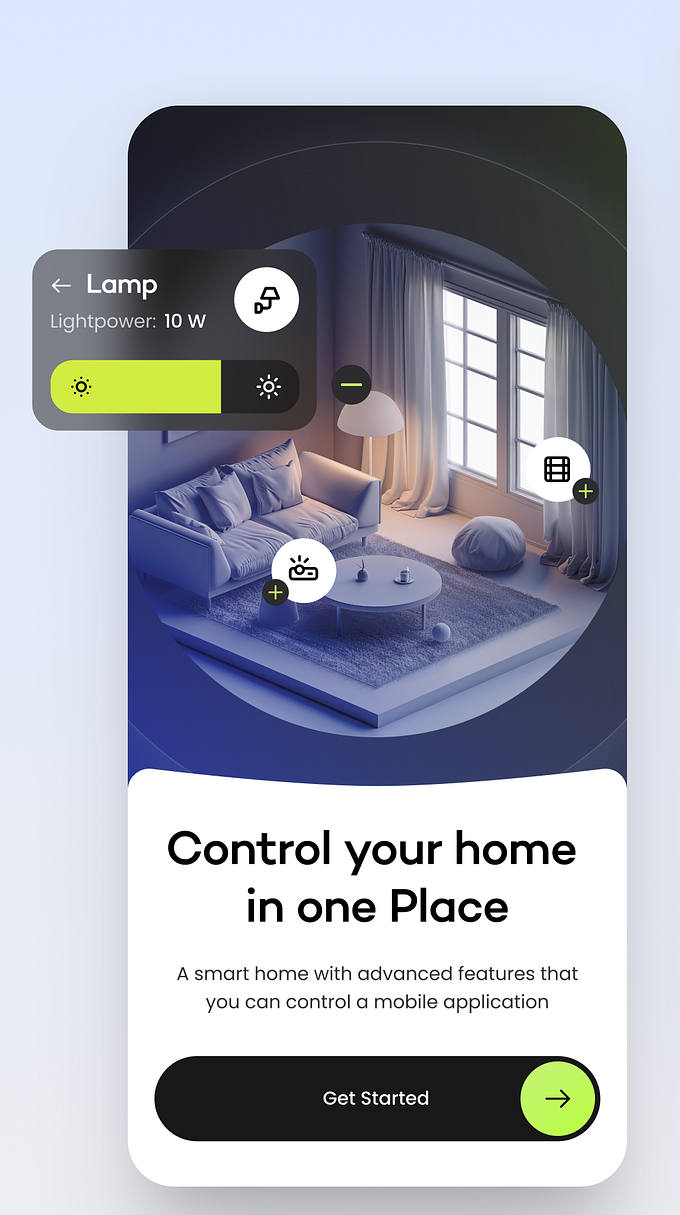 Lamp
Lightpower: 10 W
Control your home
in one Place
A smart home with advanced features that
you can control a mobile application
Get Started